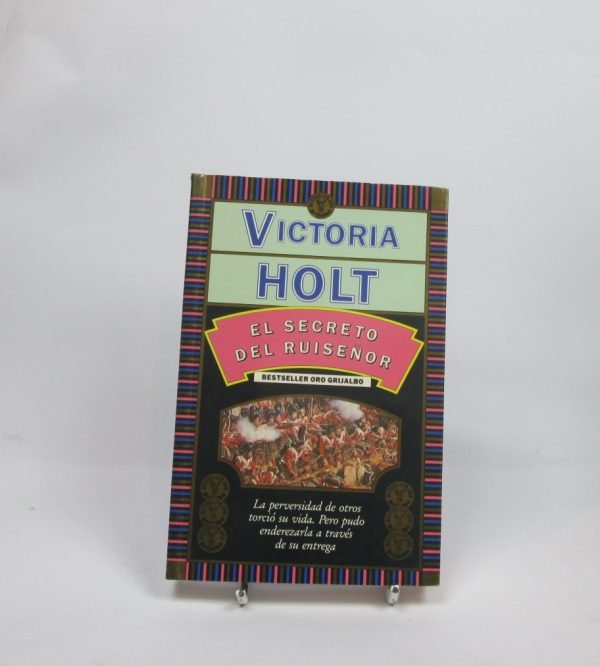 VICTORIA
HOLT
EL SECRETO
DEL RUISEÑOR
BESTSELLER ORO GRIJALBO
La perversidad de otros
torció su vida. Pero pudo
enderezarla a través
de su entrega